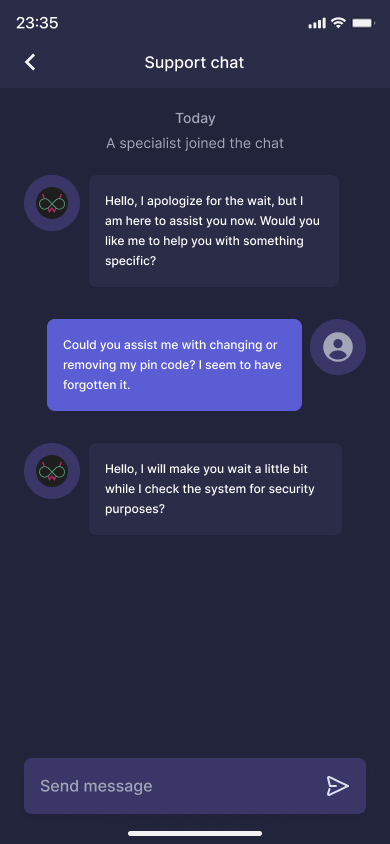 23:35
Support chat
Today
A specialist joined the chat
Hello, I apologize for the wait, but I
am here to assist you now. Would you
like me to help you with something
specific?
Could you assist me with changing or
removing my pin code? I seem to have
forgotten it.
Hello, I will make you wait a little bit
while I check the system for security
purposes?
Send message